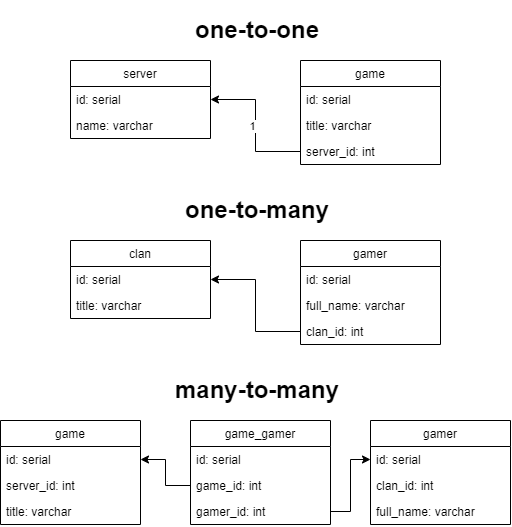 one-to-one
server
game
id: serial
id: serial
name: varchar
1
title: varchar
server_id: int
one-to-many
clan
gamer
id: serial
id: serial
title: varchar
full_name: varchar
clan_id: int
many-to-many
game
game_gamer
gamer
id: serial
id: serial
id: serial
server_id: int
game_id: int
clan_id: int
title: varchar
gamer_id: int
full_name: varchar